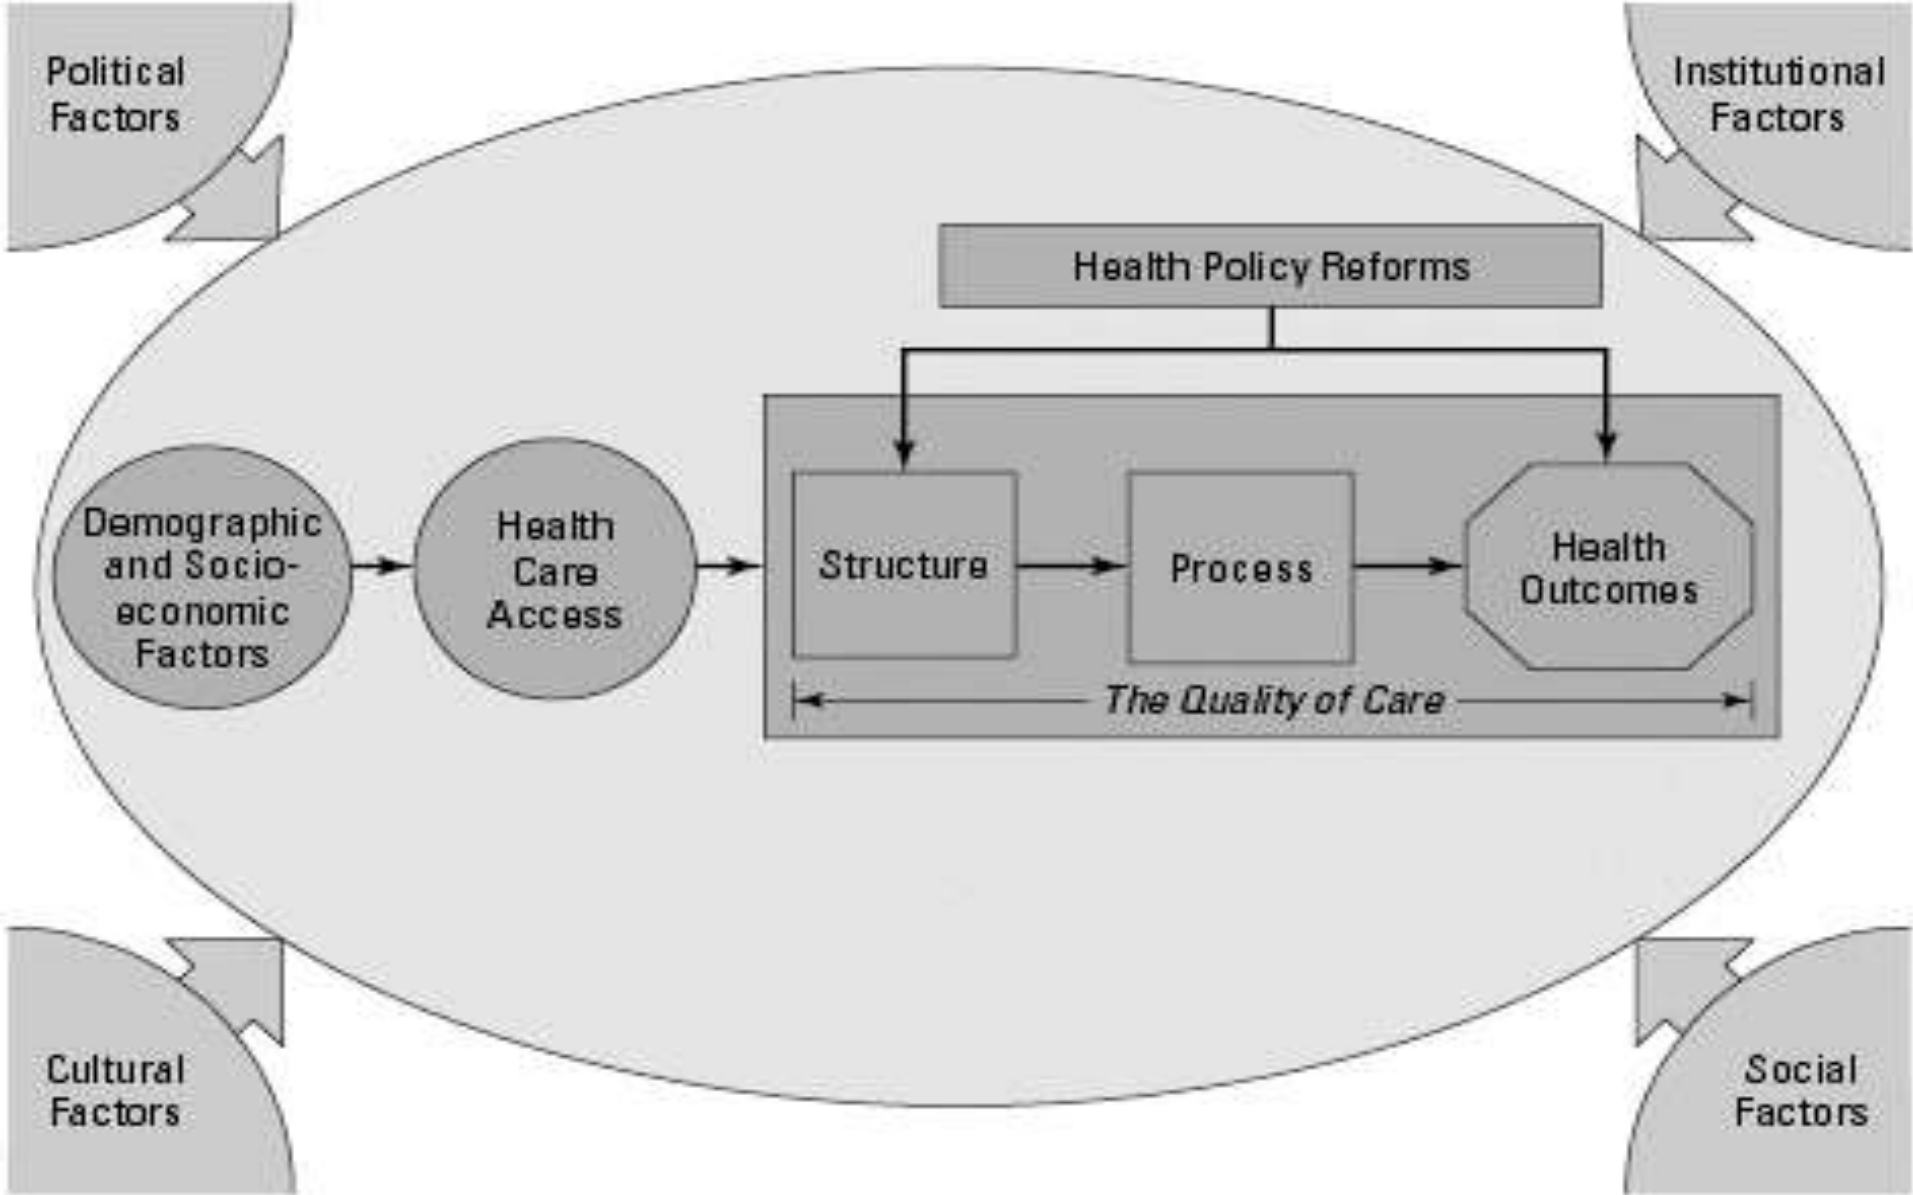 Political
Factors
Institutional
Factors
Health Policy Reforms
Demographic
and Socio-
economic
Factors
Health
Care
Access
Structure
Process
Health
Outcomes
The Quality of Care
Cultural
Factors
Social
Factors